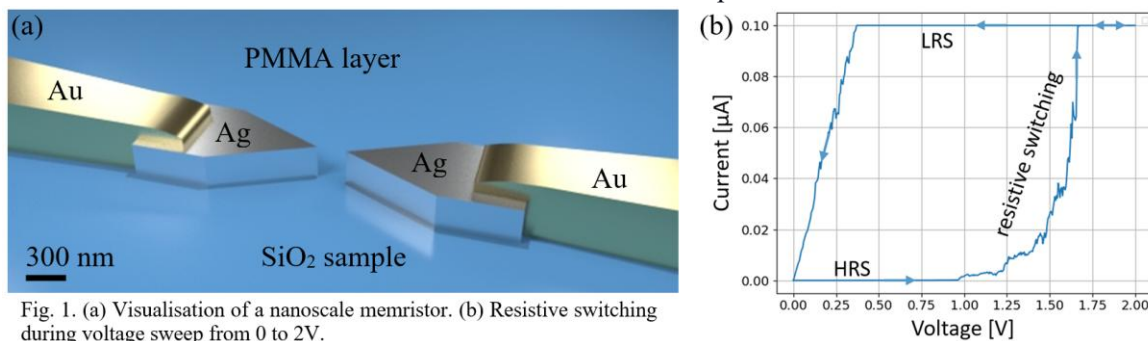 (a)
PMMA layer
Au
Ag
Ag
Au
300 nm
SiO₂ sample
Fig. 1. (a) Visualisation of a nanoscale memristor. (b) Resistive switching
during voltage sweep from 0 to 2V.
(b)
Current [µA]
0.10
0.08
0.06
0.04
0.02
0.00
LRS
resistive switching
HRS
0.00 0.25 0.50 0.75 1.00 1.25 1.50 1.75 2.00
Voltage [V]